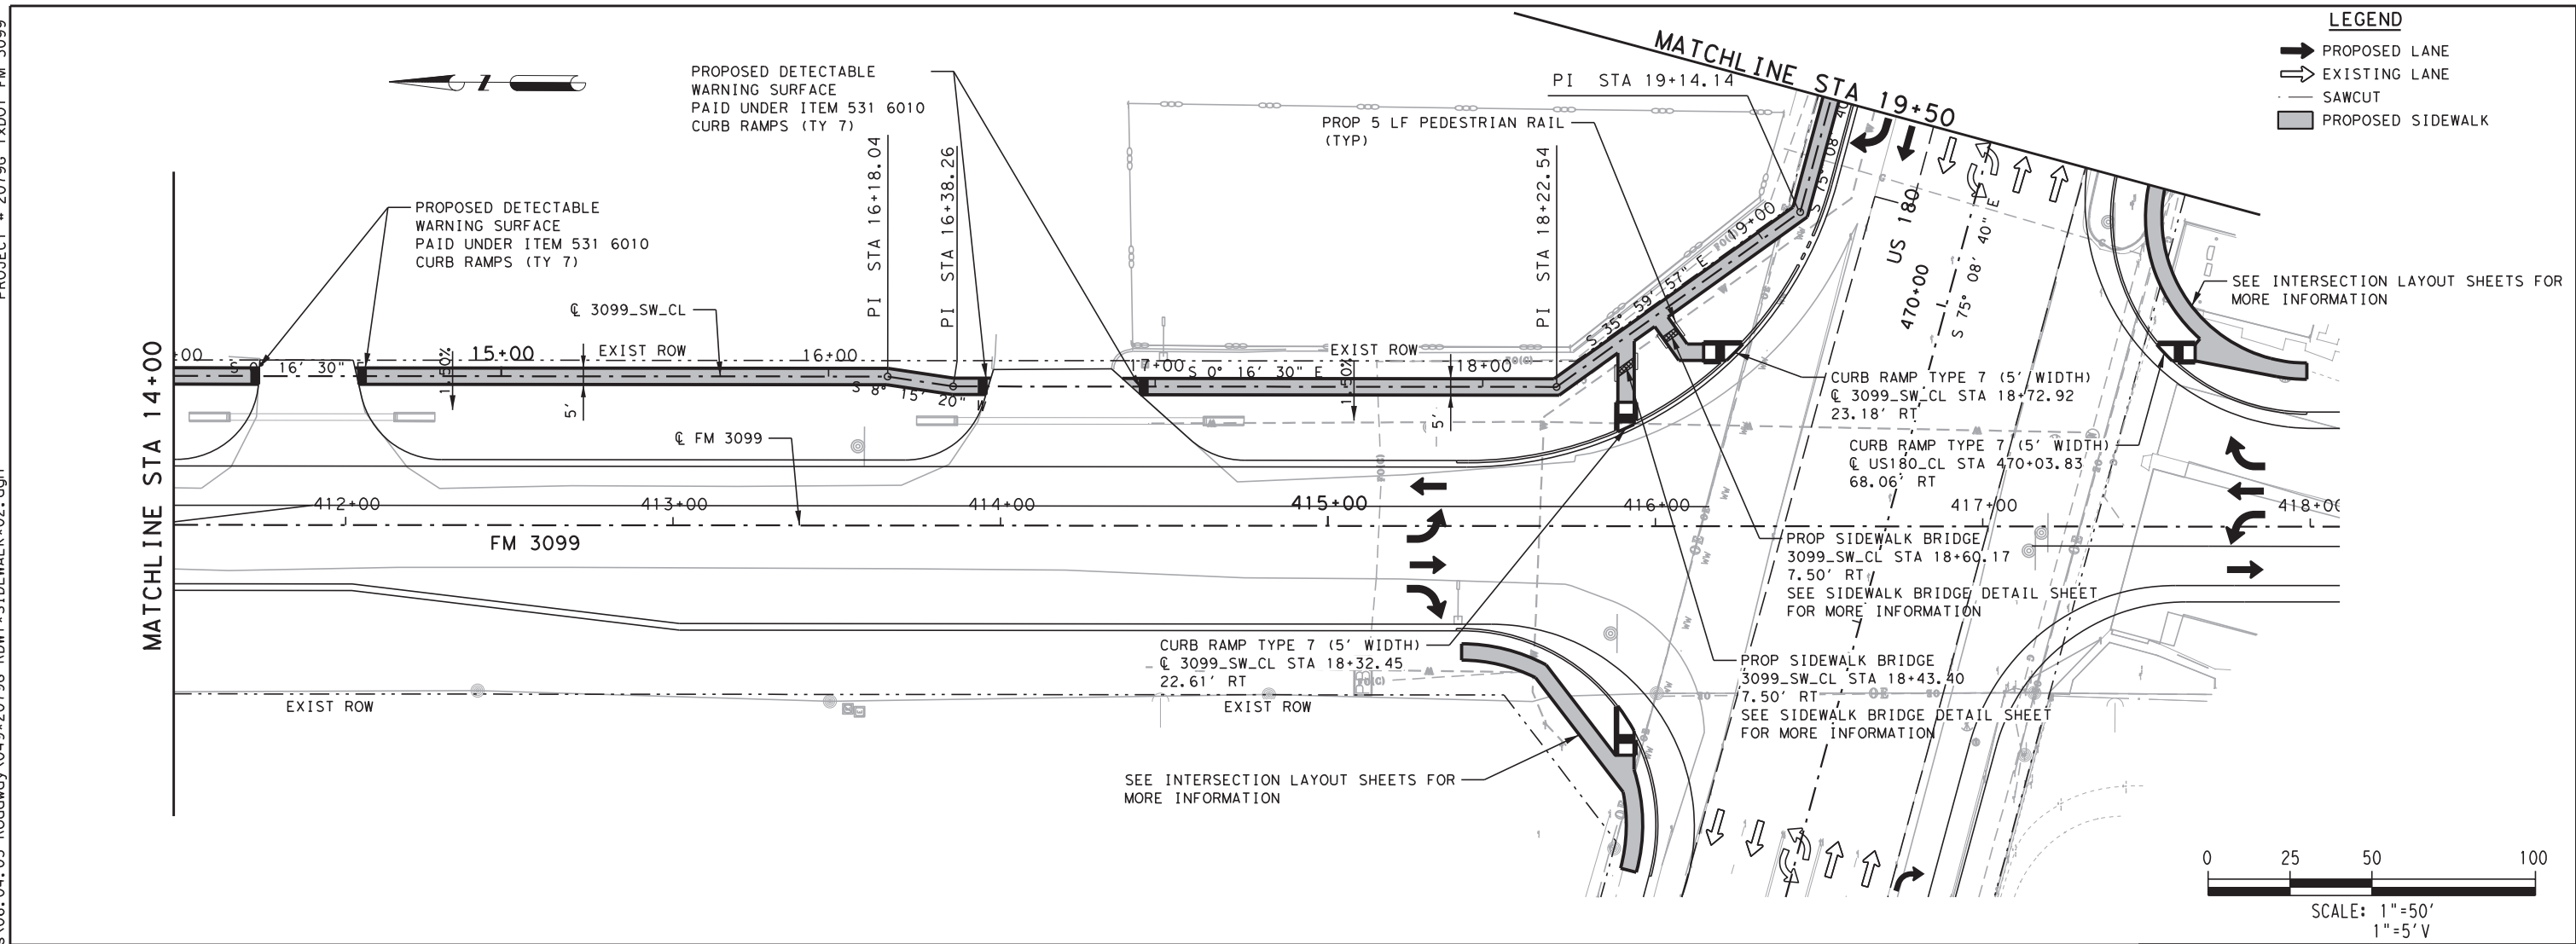 PROJECT # 20796 TXDOT FM 3099
LEGEND
PROPOSED LANE
EXISTING LANE
SAWCUT
PROPOSED SIDEWALK
MATCHLINE STA 19+50
PI STA 19+14.14
PROPOSED DETECTABLE
WARNING SURFACE
PAID UNDER ITEM 531 6010
CURB RAMPS (TY 7)
PROP 5 LF PEDESTRIAN RAIL
(TYP)
PI STA 16+18.04
PI STA 16+38.26
PI STA 18+22.54
PROPOSED DETECTABLE
WARNING SURFACE
PAID UNDER ITEM 531 6010
CURB RAMPS (TY 7)
℄ 3099_SW_CL
US 180
470+00
S 75° 08' 40" E
19+00
S 35° 59' 57" E
SEE INTERSECTION LAYOUT SHEETS FOR
MORE INFORMATION
MATCHLINE STA 14+00
15+00
EXIST ROW
16+00
16' 30"
1.50%
5'
S 8° 15' 20" W
17+00
S 0° 16' 30" E
EXIST ROW
18+00
1.50%
5'
CURB RAMP TYPE 7 (5' WIDTH)
℄ 3099_SW_CL STA 18+72.92
23.18' RT
CURB RAMP TYPE 7 (5' WIDTH)
℄ US180_CL STA 470+03.83
68.06' RT
℄ FM 3099
412+00
413+00
414+00
415+00
416+00
417+00
418+00
FM 3099
PROP SIDEWALK BRIDGE
3099_SW_CL STA 18+60.17
7.50' RT
SEE SIDEWALK BRIDGE DETAIL SHEET
FOR MORE INFORMATION
CURB RAMP TYPE 7 (5' WIDTH)
℄ 3099_SW_CL STA 18+32.45
22.61' RT
PROP SIDEWALK BRIDGE
3099_SW_CL STA 18+43.40
7.50' RT
SEE SIDEWALK BRIDGE DETAIL SHEET
FOR MORE INFORMATION
EXIST ROW
EXIST ROW
SEE INTERSECTION LAYOUT SHEETS FOR
MORE INFORMATION
0 25 50 100
SCALE: 1"=50'
1"=5'V